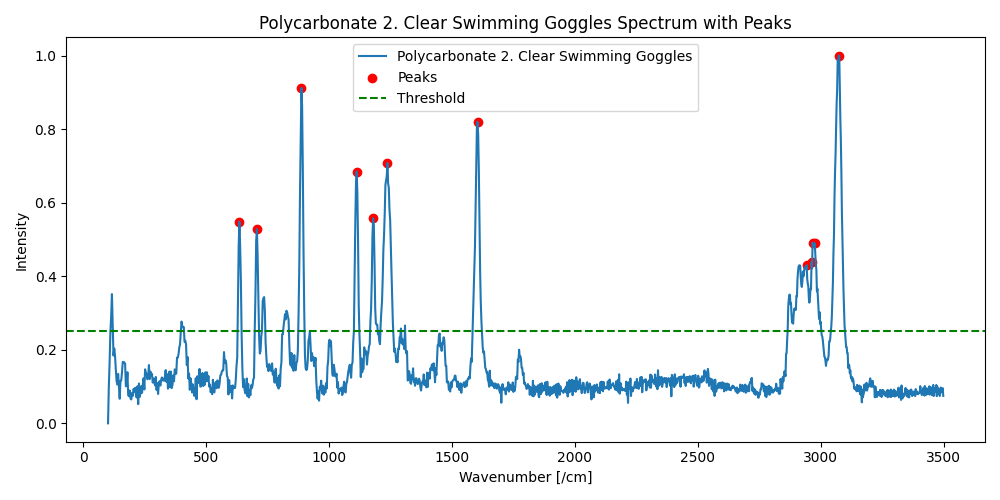 Polycarbonate 2. Clear Swimming Goggles Spectrum with Peaks
Polycarbonate 2. Clear Swimming Goggles
Peaks
Threshold
Intensity
1.0
0.8
0.6
0.4
0.2
0.0
0 500 1000 1500 2000 2500 3000 3500
Wavenumber [/cm]